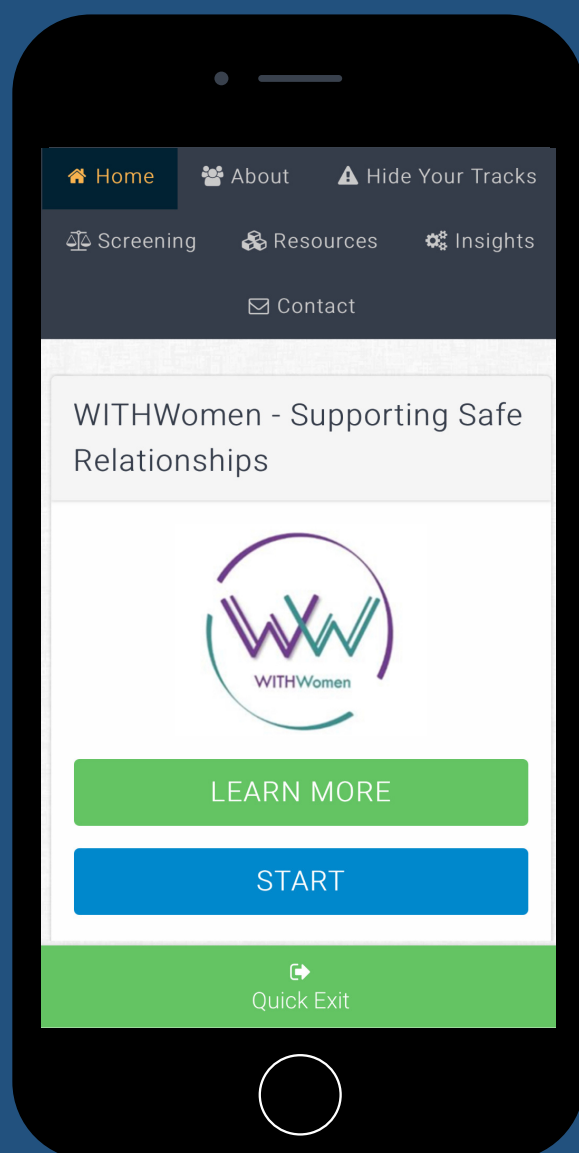 Home About Hide Your Tracks
Screening Resources Insights
Contact
WITHWomen - Supporting Safe
Relationships
WW
WITHWomen
LEARN MORE
START
Quick Exit